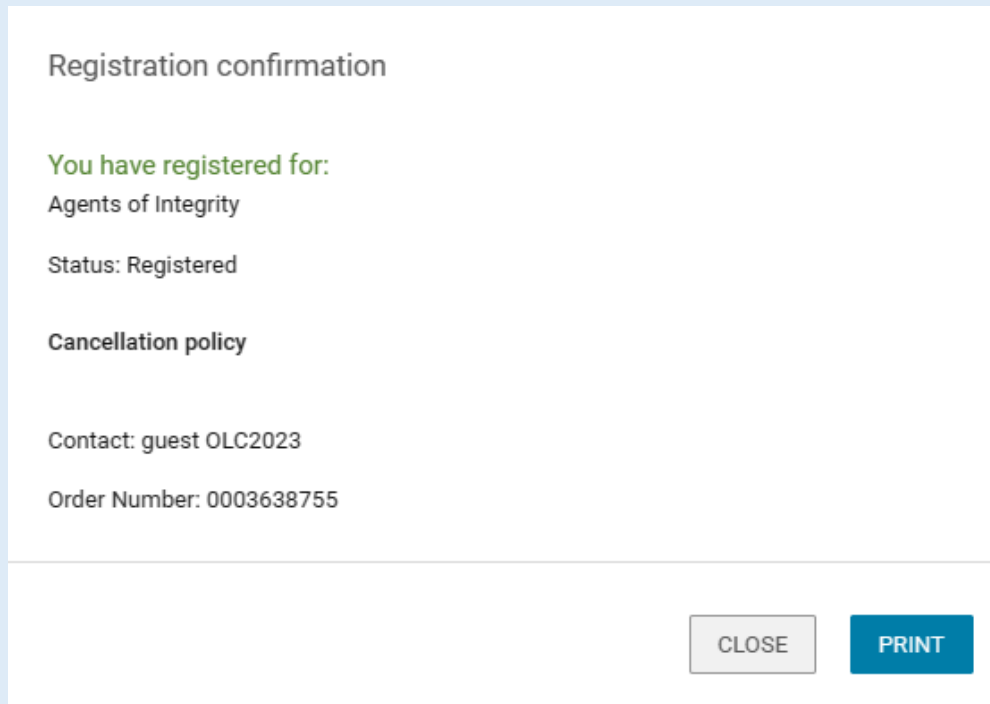 Registration confirmation
You have registered for:
Agents of Integrity
Status: Registered
Cancellation policy
Contact: guest OLC2023
Order Number: 0003638755
CLOSE
PRINT